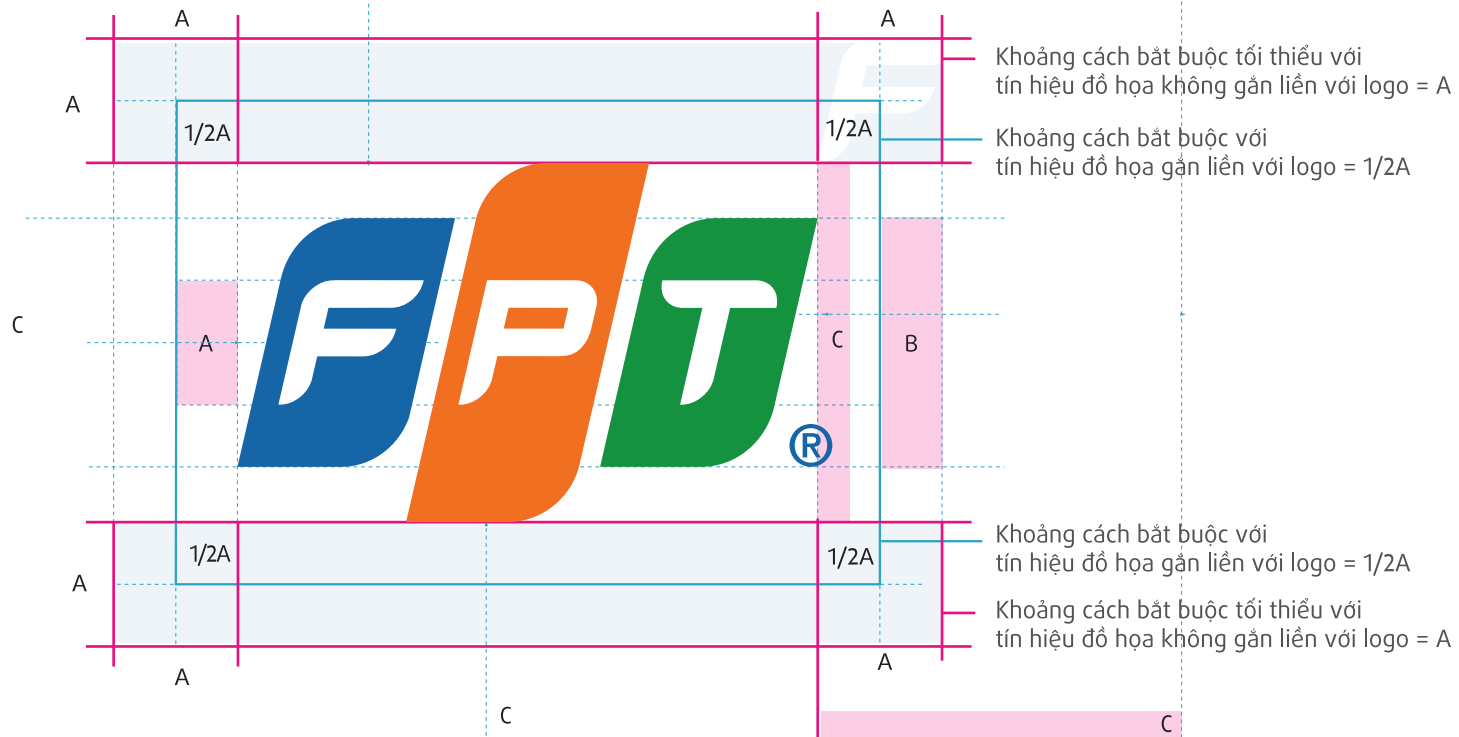 A
A
Khoảng cách bắt buộc tối thiểu với
tín hiệu đồ họa không gắn liền với logo = A
A
F
1/2A
1/2A
Khoảng cách bắt buộc với
tín hiệu đồ họa gắn liền với logo = 1/2A
C
A
FPT
®
C
B
1/2A
1/2A
Khoảng cách bắt buộc với
tín hiệu đồ họa gắn liền với logo = 1/2A
A
Khoảng cách bắt buộc tối thiểu với
tín hiệu đồ họa không gắn liền với logo = A
A
A
C
C